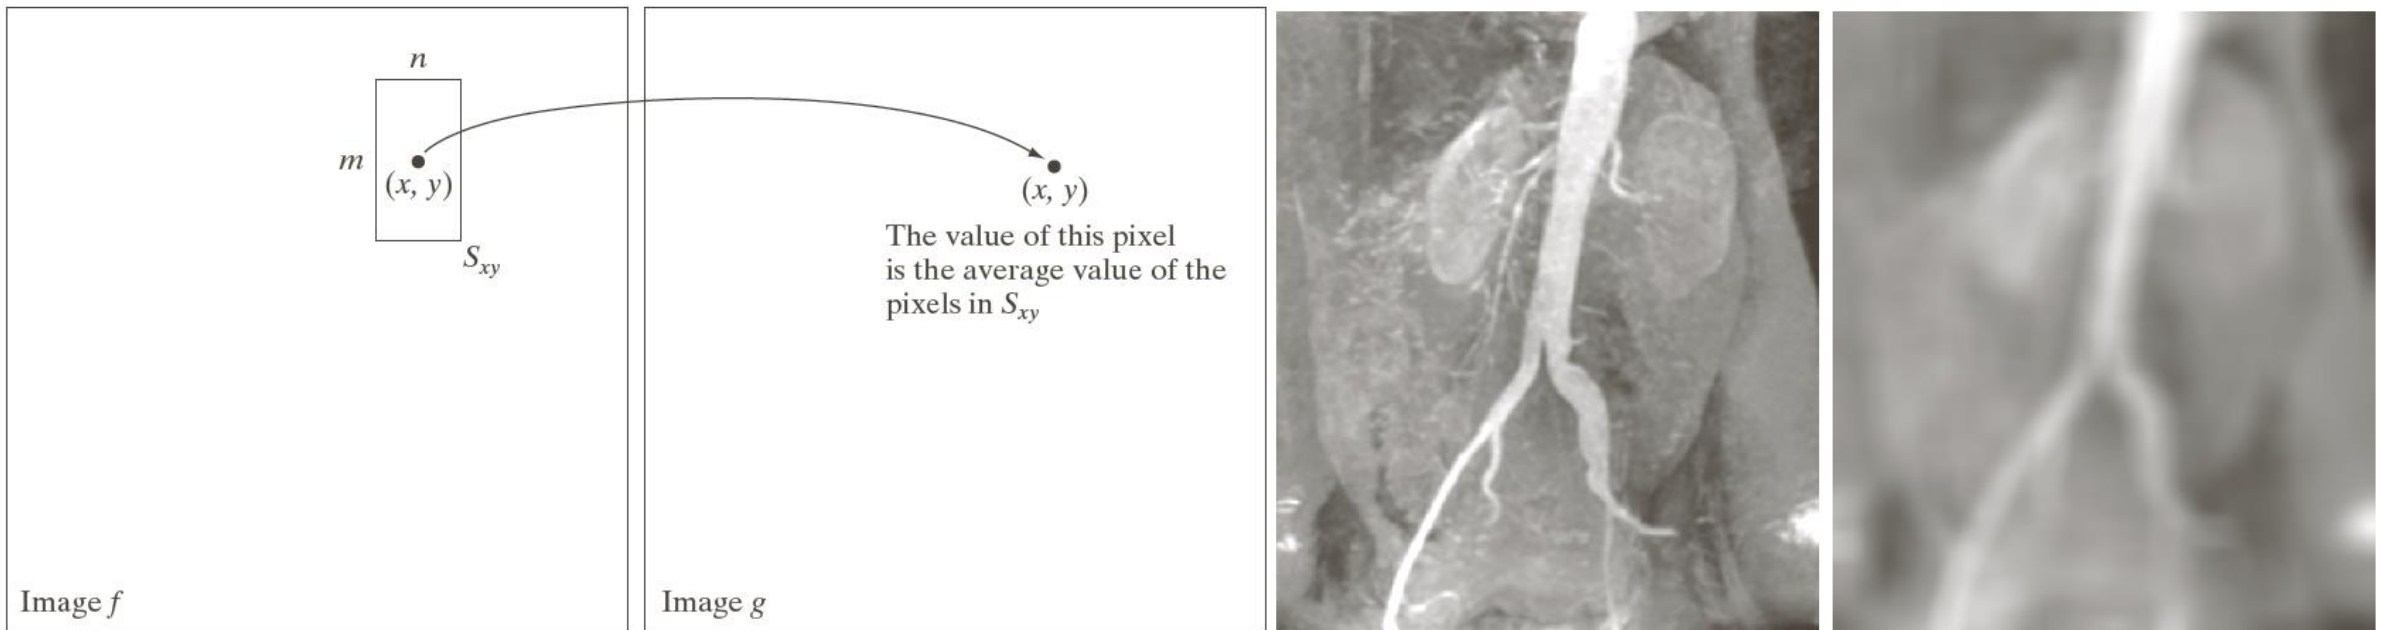 n
m
(x, y)
S_xy
Image f
(x, y)
The value of this pixel
is the average value of the
pixels in S_xy
Image g